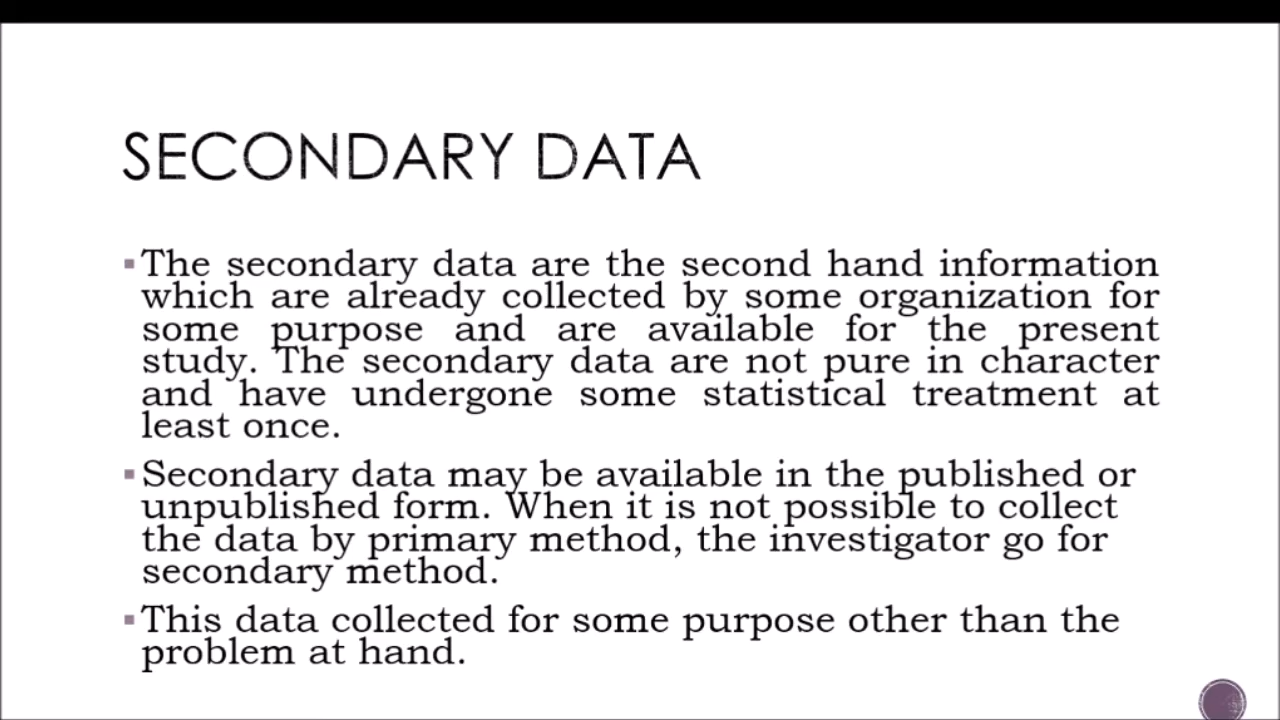 SECONDARY DATA
The secondary data are the second hand information
which are already collected by some organization for
some purpose and are available for the present
study. The secondary data are not pure in character
and have undergone some statistical treatment at
least once.
Secondary data may be available in the published or
unpublished form. When it is not possible to collect
the data by primary method, the investigator go for
secondary method.
This data collected for some purpose other than the
problem at hand.